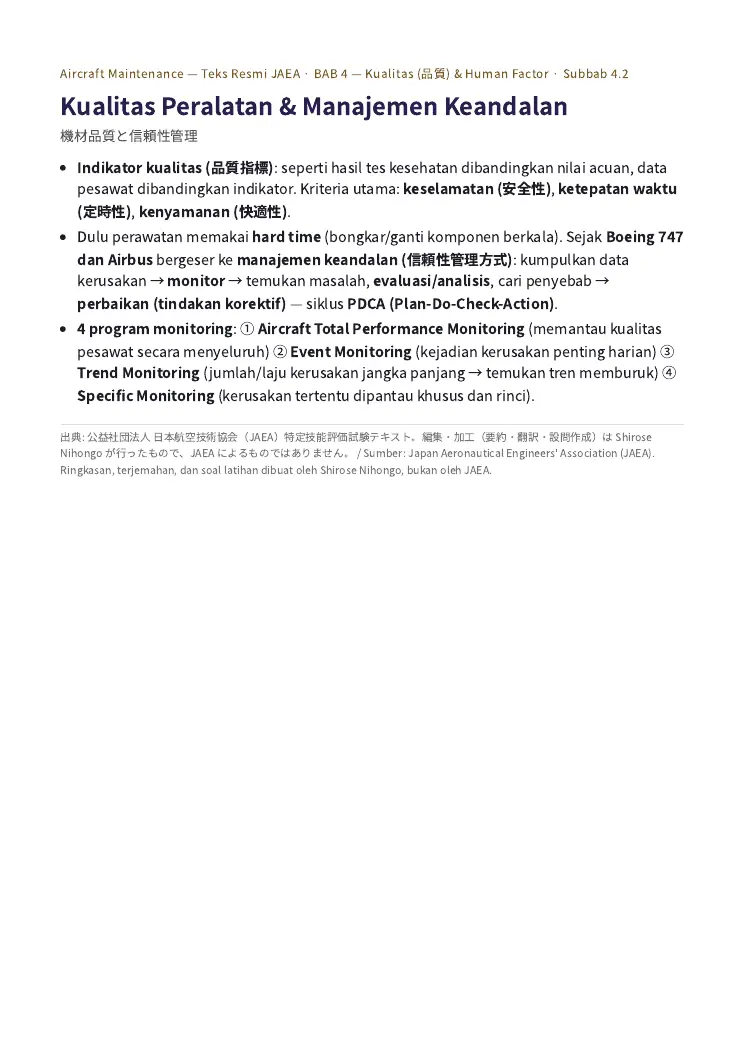 Aircraft Maintenance — Teks Resmi JAEA · BAB 4 — Kualitas (品質) & Human Factor · Subbab 4.2
Kualitas Peralatan & Manajemen Keandalan
機材品質と信頼性管理
• Indikator kualitas (品質指標): seperti hasil tes kesehatan dibandingkan nilai acuan, data
pesawat dibandingkan indikator. Kriteria utama: keselamatan (安全性), ketepatan waktu
(定時性), kenyamanan (快適性).
• Dulu perawatan memakai hard time (bongkar/ganti komponen berkala). Sejak Boeing 747
dan Airbus bergeser ke manajemen keandalan (信頼性管理方式): kumpulkan data
kerusakan → monitor → temukan masalah, evaluasi/analisis, cari penyebab →
perbaikan (tindakan korektif) — siklus PDCA (Plan-Do-Check-Action).
• 4 program monitoring: ① Aircraft Total Performance Monitoring (memantau kualitas
pesawat secara menyeluruh) ② Event Monitoring (kejadian kerusakan penting harian) ③
Trend Monitoring (jumlah/laju kerusakan jangka panjang → temukan tren memburuk) ④
Specific Monitoring (kerusakan tertentu dipantau khusus dan rinci).
出典: 公益社団法人 日本航空技術協会（JAEA）特定技能評価試験テキスト。編集・加工（要約・翻訳・設問作成）は Shirose
Nihongo が行ったもので、JAEA によるものではありません。 / Sumber: Japan Aeronautical Engineers' Association (JAEA).
Ringkasan, terjemahan, dan soal latihan dibuat oleh Shirose Nihongo, bukan oleh JAEA.